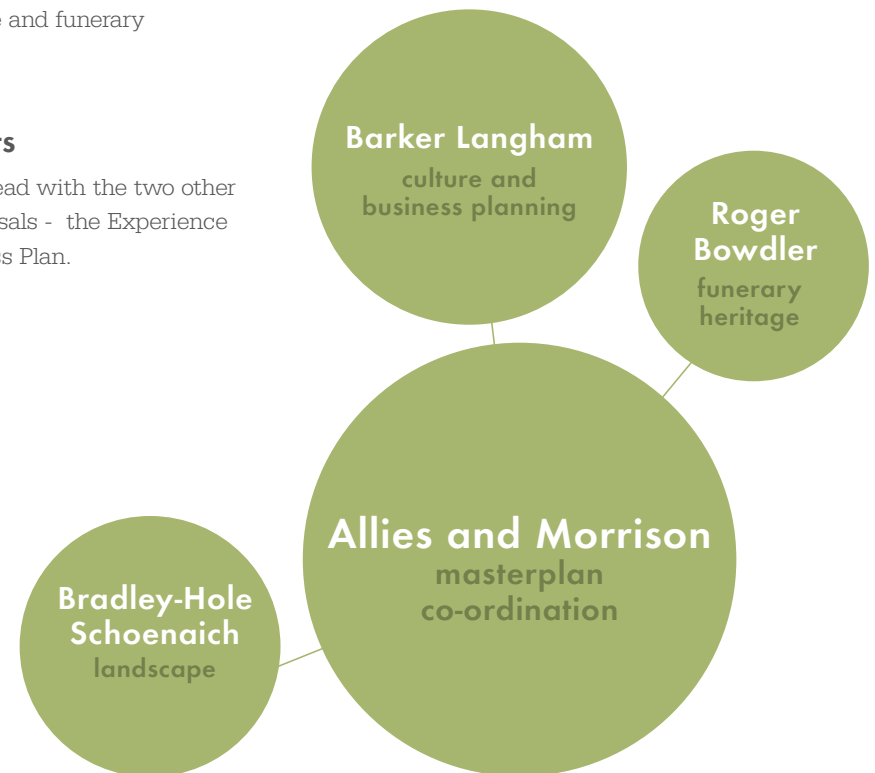 and funerary
ead with the two other
sals - the Experience
ss Plan.
Barker Langham
culture and
business planning
Roger
Bowdler
funerary
heritage
Allies and Morrison
masterplan
co-ordination
Bradley-Hole
Schoenaich
landscape